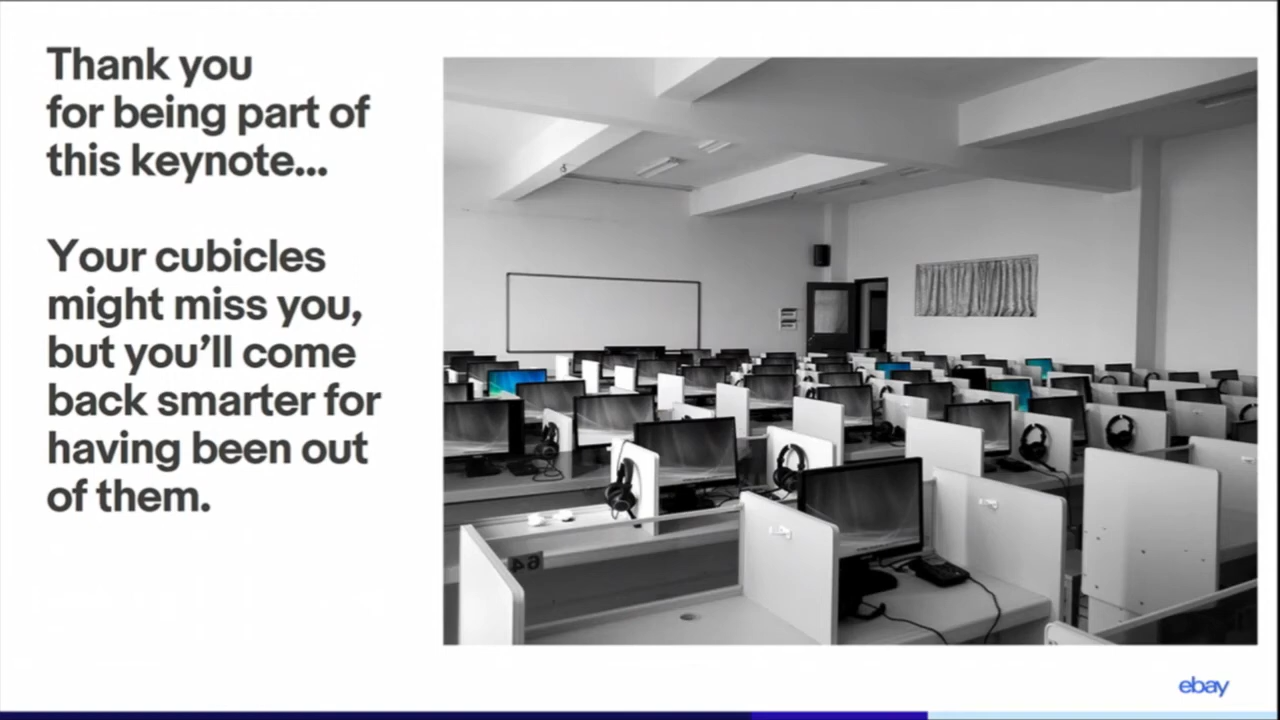 Thank you
for being part of
this keynote...
Your cubicles
might miss you,
but you'll come
back smarter for
having been out
of them.
64
ebay